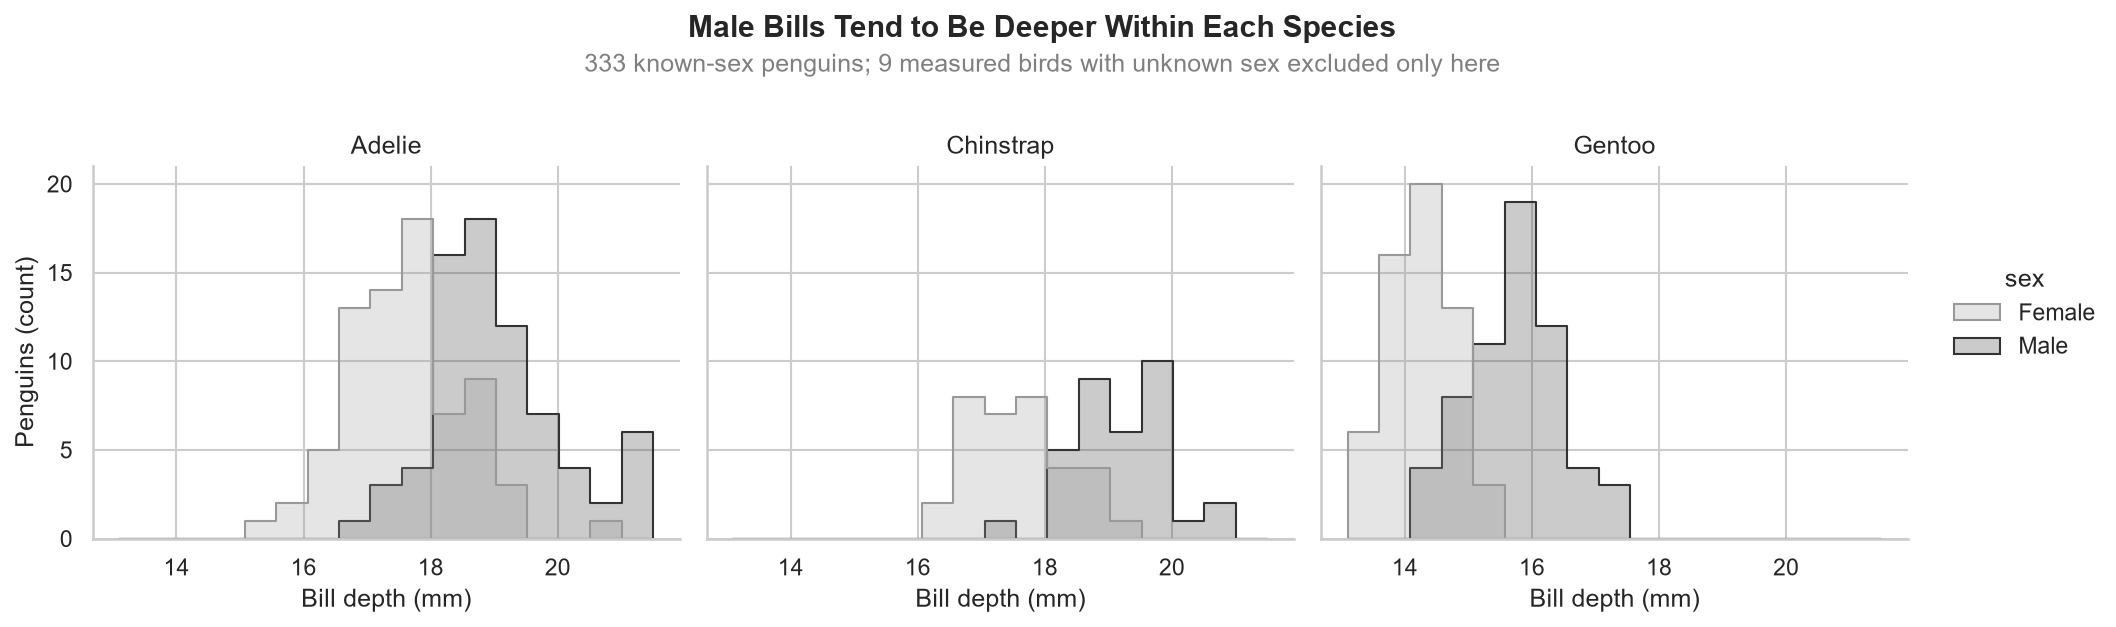 Male Bills Tend to Be Deeper Within Each Species
333 known-sex penguins; 9 measured birds with unknown sex excluded only here
Adelie
Chinstrap
Gentoo
Penguins (count)
20
15
10
5
0
14 16 18 20
14 16 18 20
14 16 18 20
Bill depth (mm)
Bill depth (mm)
Bill depth (mm)
sex
Female
Male